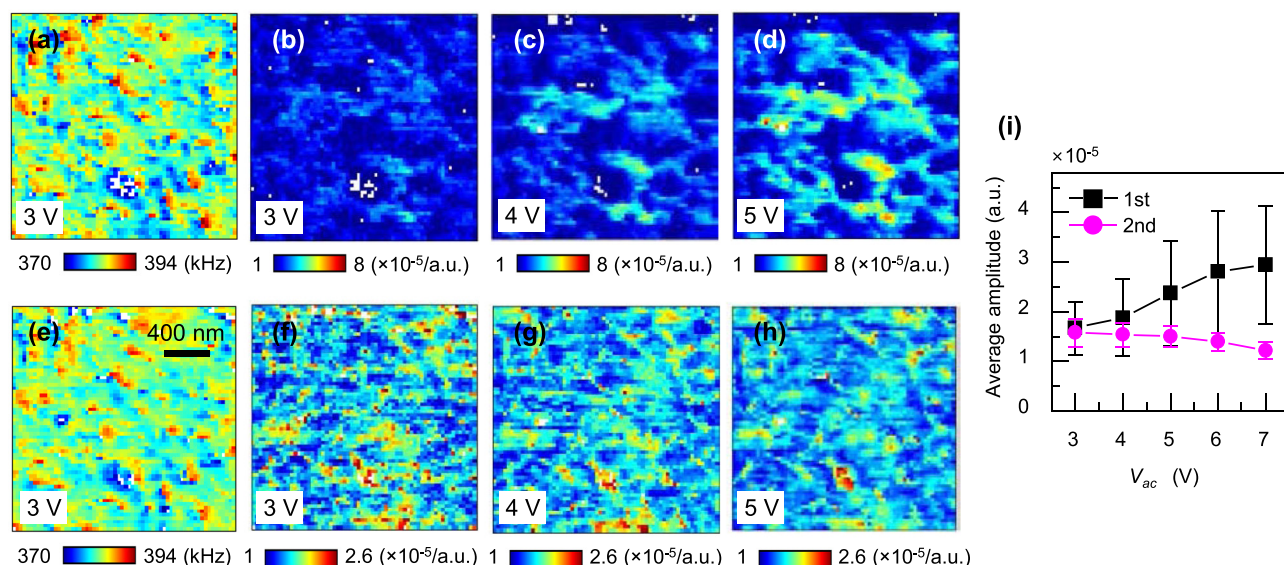 (a) (b) (c) (d)
3 V 3 V 4 V 5 V
370 394 (kHz) 1 8 (×10⁻⁵/a.u.) 1 8 (×10⁻⁵/a.u.) 1 8 (×10⁻⁵/a.u.)
(e) 400 nm (f) (g) (h)
3 V 3 V 4 V 5 V
370 394 (kHz) 1 2.6 (×10⁻⁵/a.u.) 1 2.6 (×10⁻⁵/a.u.) 1 2.6 (×10⁻⁵/a.u.)
(i)
×10⁻⁵
Average amplitude (a.u.)
4
3
2
1
0
1st
2nd
3 4 5 6 7
V_ac (V)